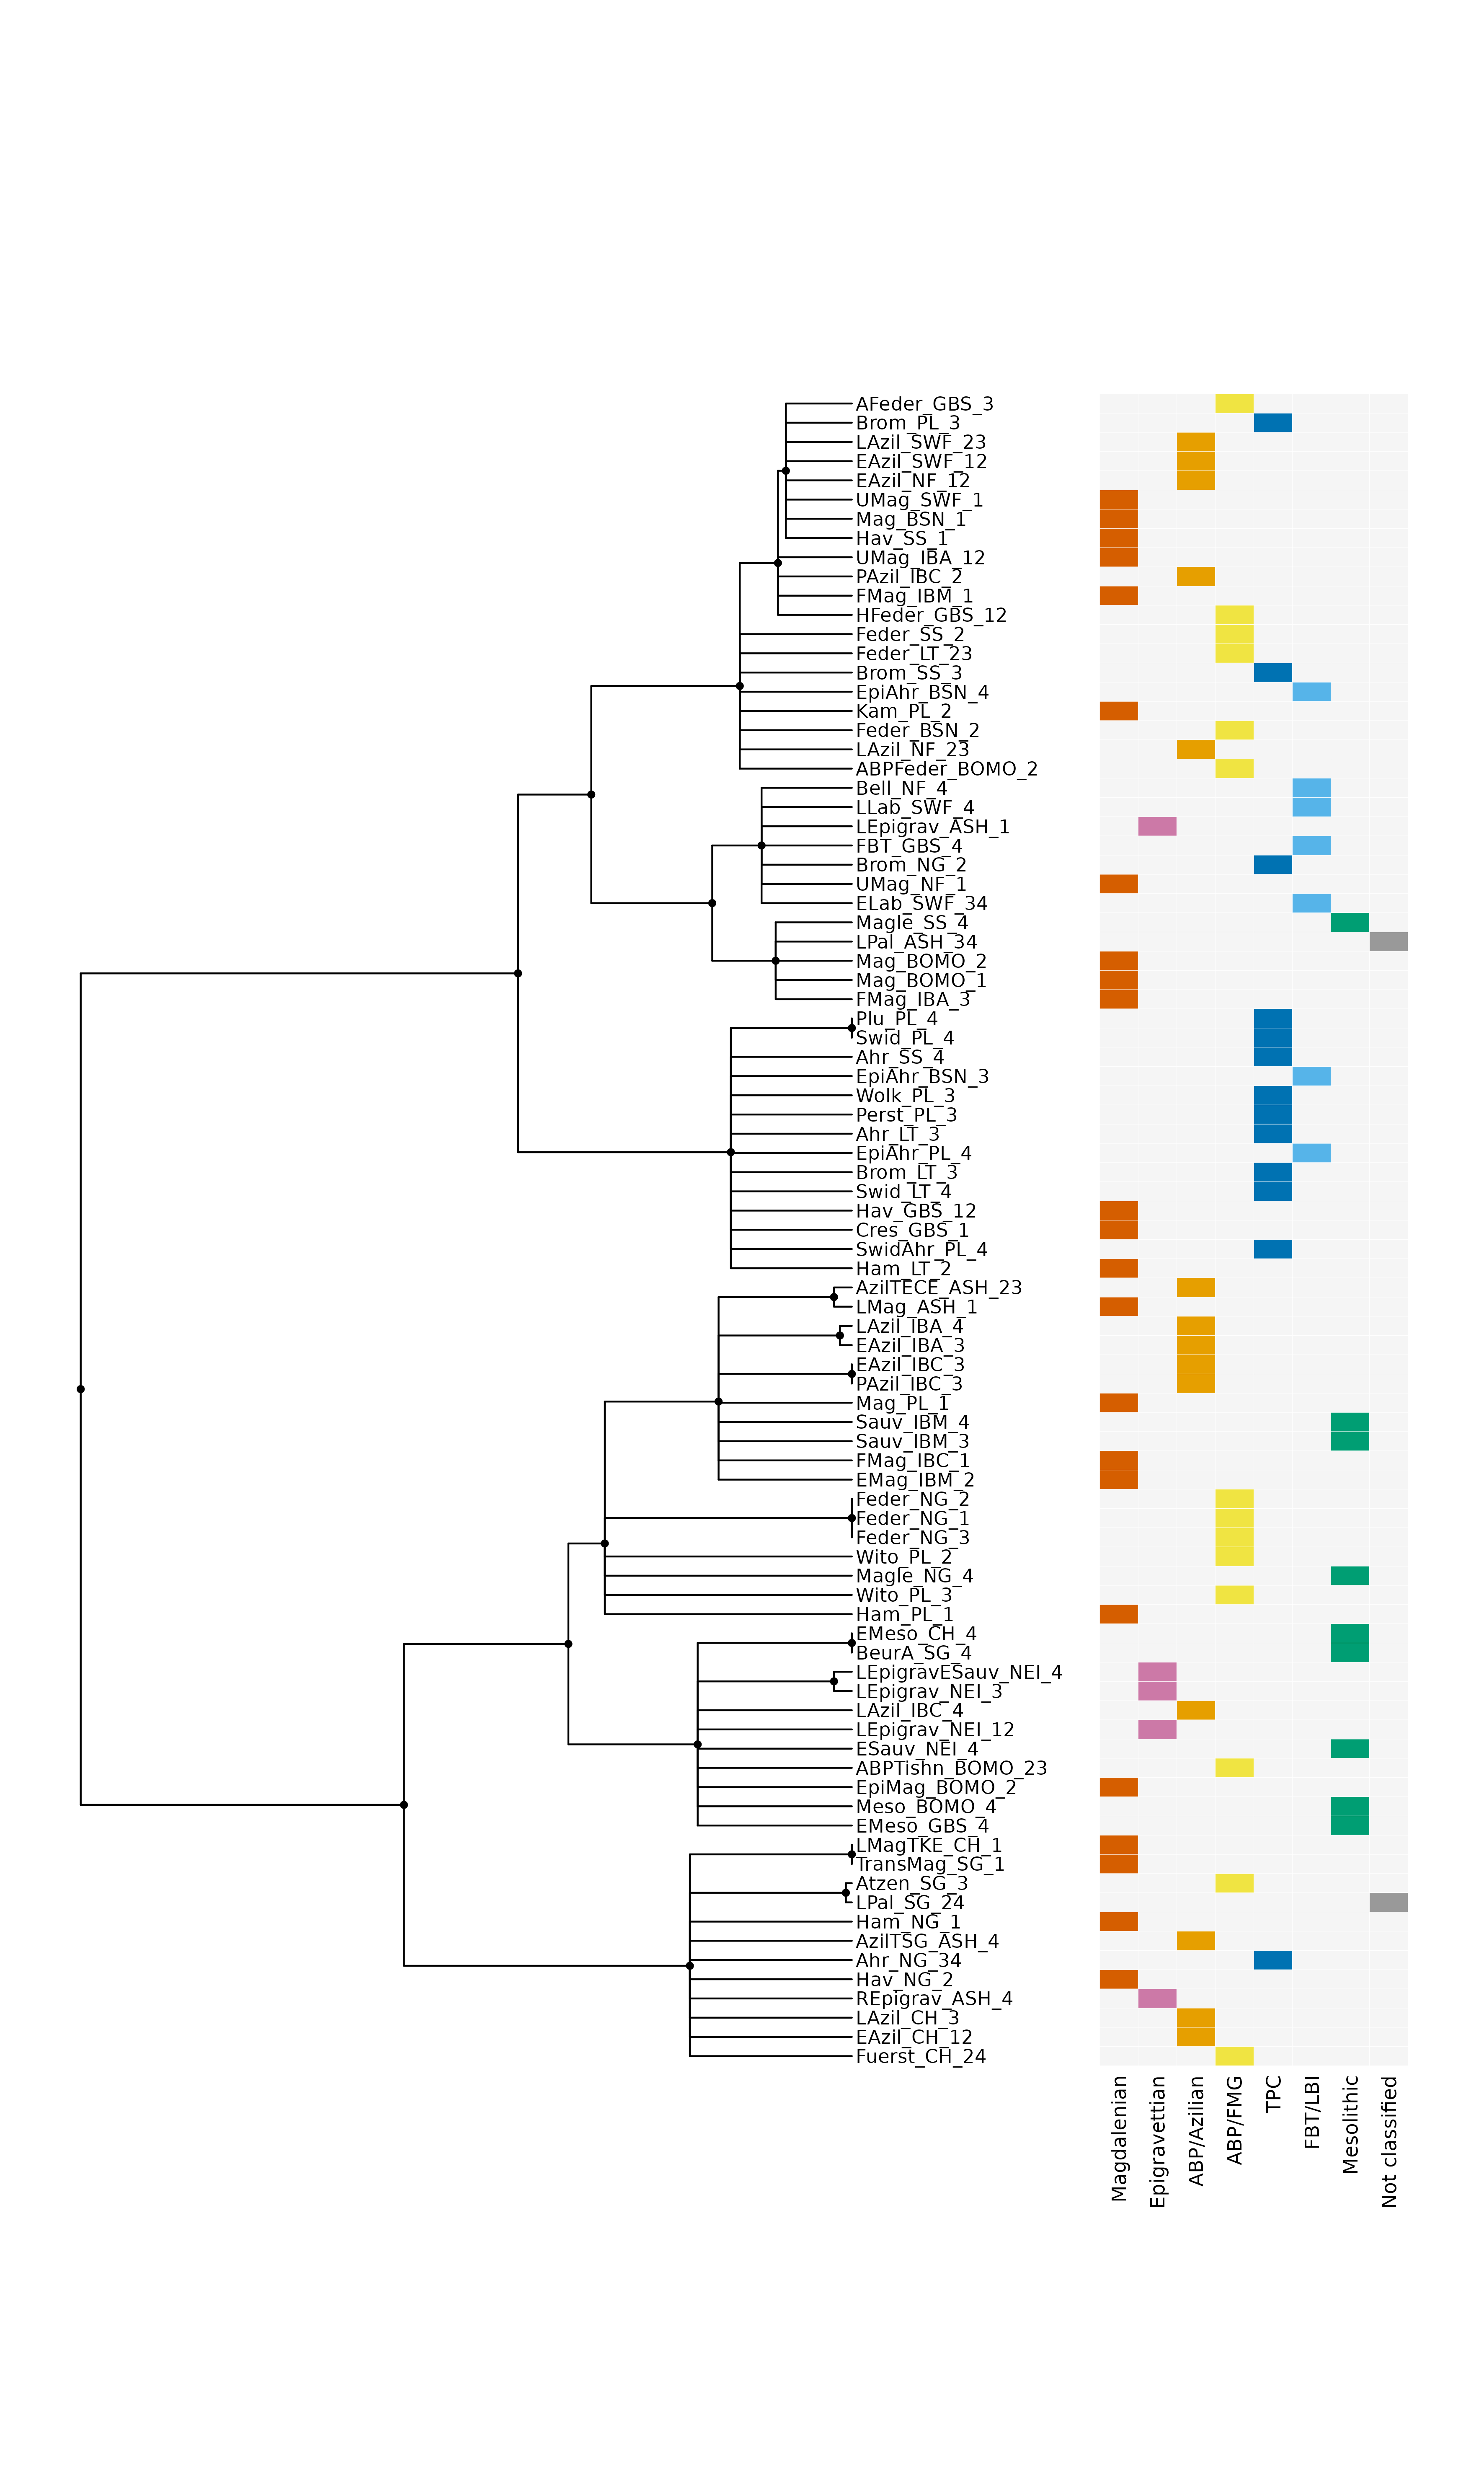 AFeder_GBS_3
Brom_PL_3
LAzil_SWF_23
EAzil_SWF_12
EAzil_NF_12
UMag_SWF_1
Mag_BSN_1
Hav_SS_1
UMag_IBA_12
PAzil_IBC_2
FMag_IBM_1
HFeder_GBS_12
Feder_SS_2
Feder_LT_23
Brom_SS_3
EpiAhr_BSN_4
Kam_PL_2
Feder_BSN_2
LAzil_NF_23
ABPFeder_BOMO_2
Bell_NF_4
LLab_SWF_4
LEpigrav_ASH_1
FBT_GBS_4
Brom_NG_2
UMag_NF_1
ELab_SWF_34
Magle_SS_4
LPal_ASH_34
Mag_BOMO_2
Mag_BOMO_1
FMag_IBA_3
Plu_PL_4
Swid_PL_4
Ahr_SS_4
EpiAhr_BSN_3
Wolk_PL_3
Perst_PL_3
Ahr_LT_3
EpiAhr_PL_4
Brom_LT_3
Swid_LT_4
Hav_GBS_12
Cres_GBS_1
SwidAhr_PL_4
Ham_LT_2
AzilTECE_ASH_23
LMag_ASH_1
LAzil_IBA_4
EAzil_IBA_3
EAzil_IBC_3
PAzil_IBC_3
Mag_PL_1
Sauv_IBM_4
Sauv_IBM_3
FMag_IBC_1
EMag_IBM_2
Feder_NG_2
Feder_NG_1
Feder_NG_3
Wito_PL_2
Magle_NG_4
Wito_PL_3
Ham_PL_1
EMeso_CH_4
BeurA_SG_4
LEpigravESauv_NEI_4
LEpigrav_NEI_3
LAzil_IBC_4
LEpigrav_NEI_12
ESauv_NEI_4
ABPTishn_BOMO_23
EpiMag_BOMO_2
Meso_BOMO_4
EMeso_GBS_4
LMagTKE_CH_1
TransMag_SG_1
Atzen_SG_3
LPal_SG_24
Ham_NG_1
AzilTSG_ASH_4
Ahr_NG_34
Hav_NG_2
REpigrav_ASH_4
LAzil_CH_3
EAzil_CH_12
Fuerst_CH_24
Magdalenian
Epigravettian
ABP/Azilian
ABP/FMG
TPC
FBT/LBI
Mesolithic
Not classified